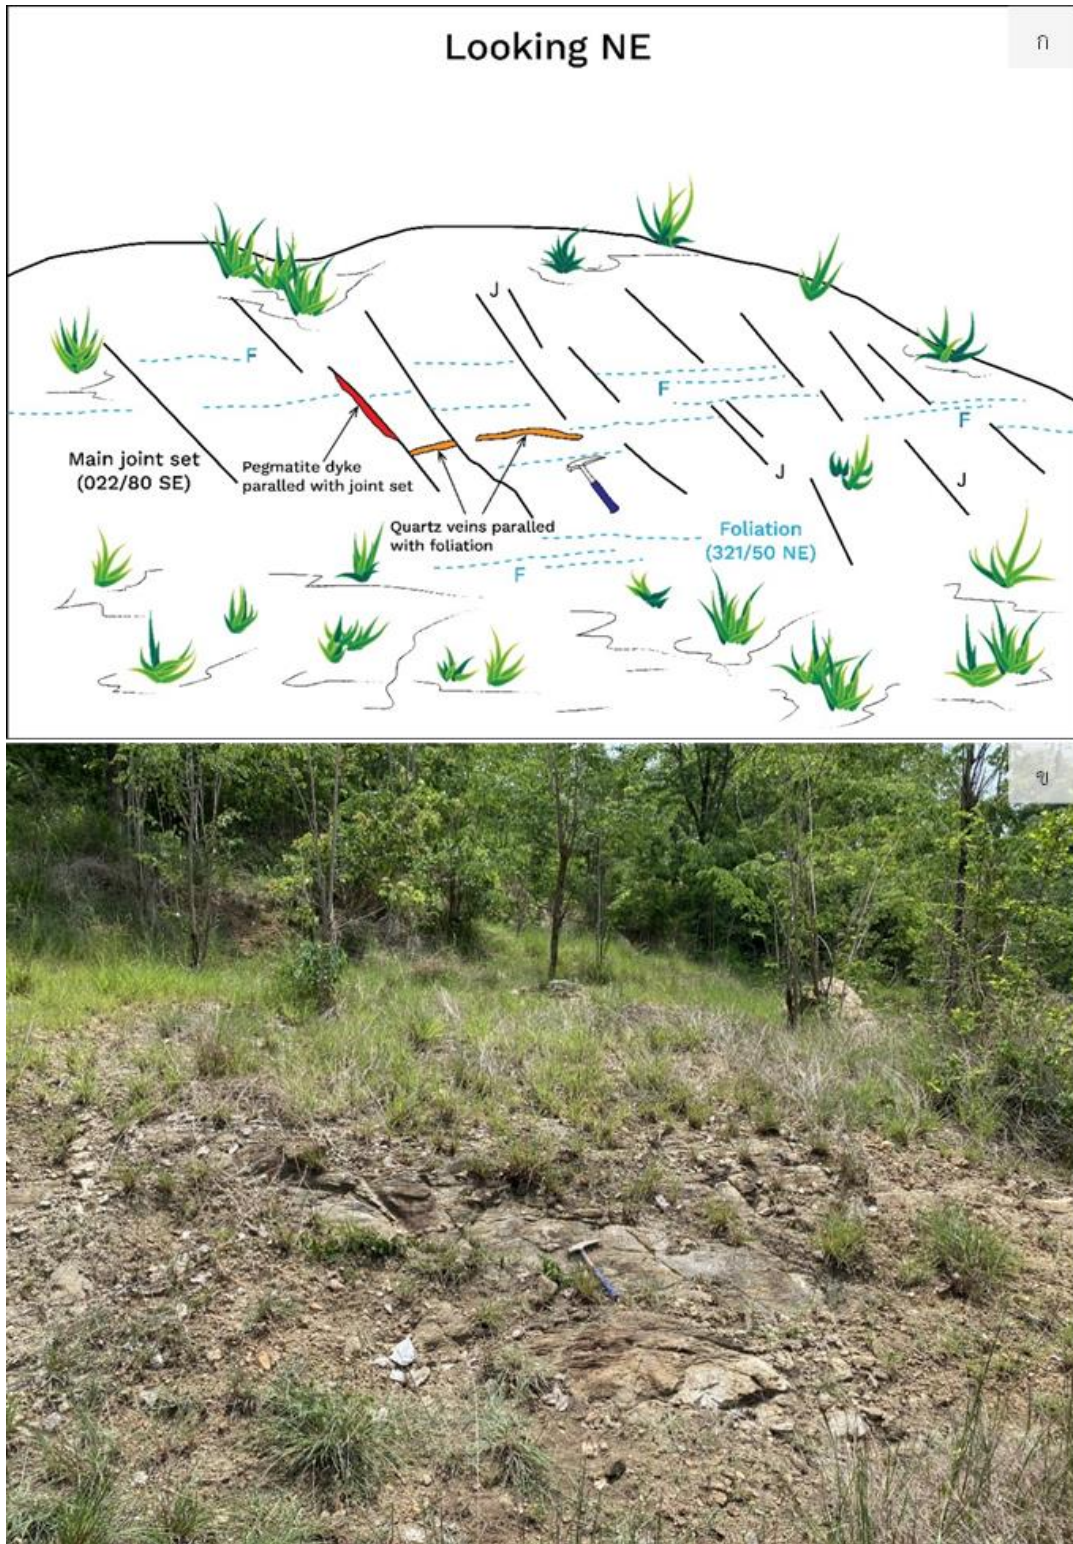 Looking NE
ก
J
F
F
F
Main joint set
(022/80 SE)
Pegmatite dyke
paralled with joint set
J
J
Quartz veins paralled
with foliation
Foliation
(321/50 NE)
F
ข